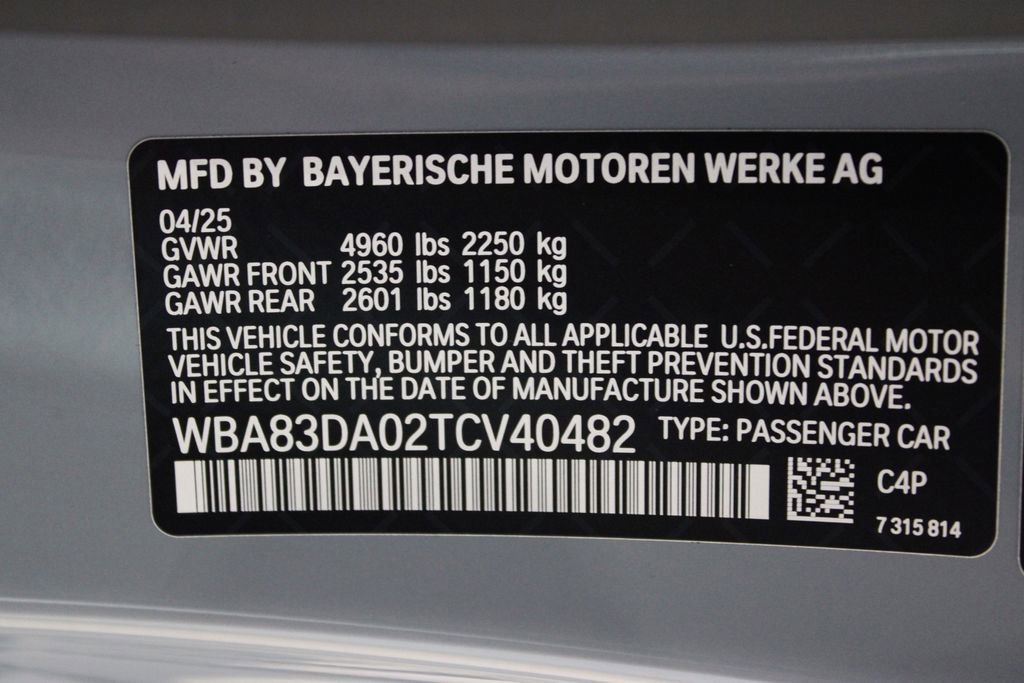 MFD BY BAYERISCHE MOTOREN WERKE AG
04/25
GVWR 4960 lbs 2250 kg
GAWR FRONT 2535 lbs 1150 kg
GAWR REAR 2601 lbs 1180 kg
THIS VEHICLE CONFORMS TO ALL APPLICABLE U.S.FEDERAL MOTOR
VEHICLE SAFETY, BUMPER AND THEFT PREVENTION STANDARDS
IN EFFECT ON THE DATE OF MANUFACTURE SHOWN ABOVE.
WBA83DA02TCV40482 TYPE: PASSENGER CAR
C4P
7 315 814